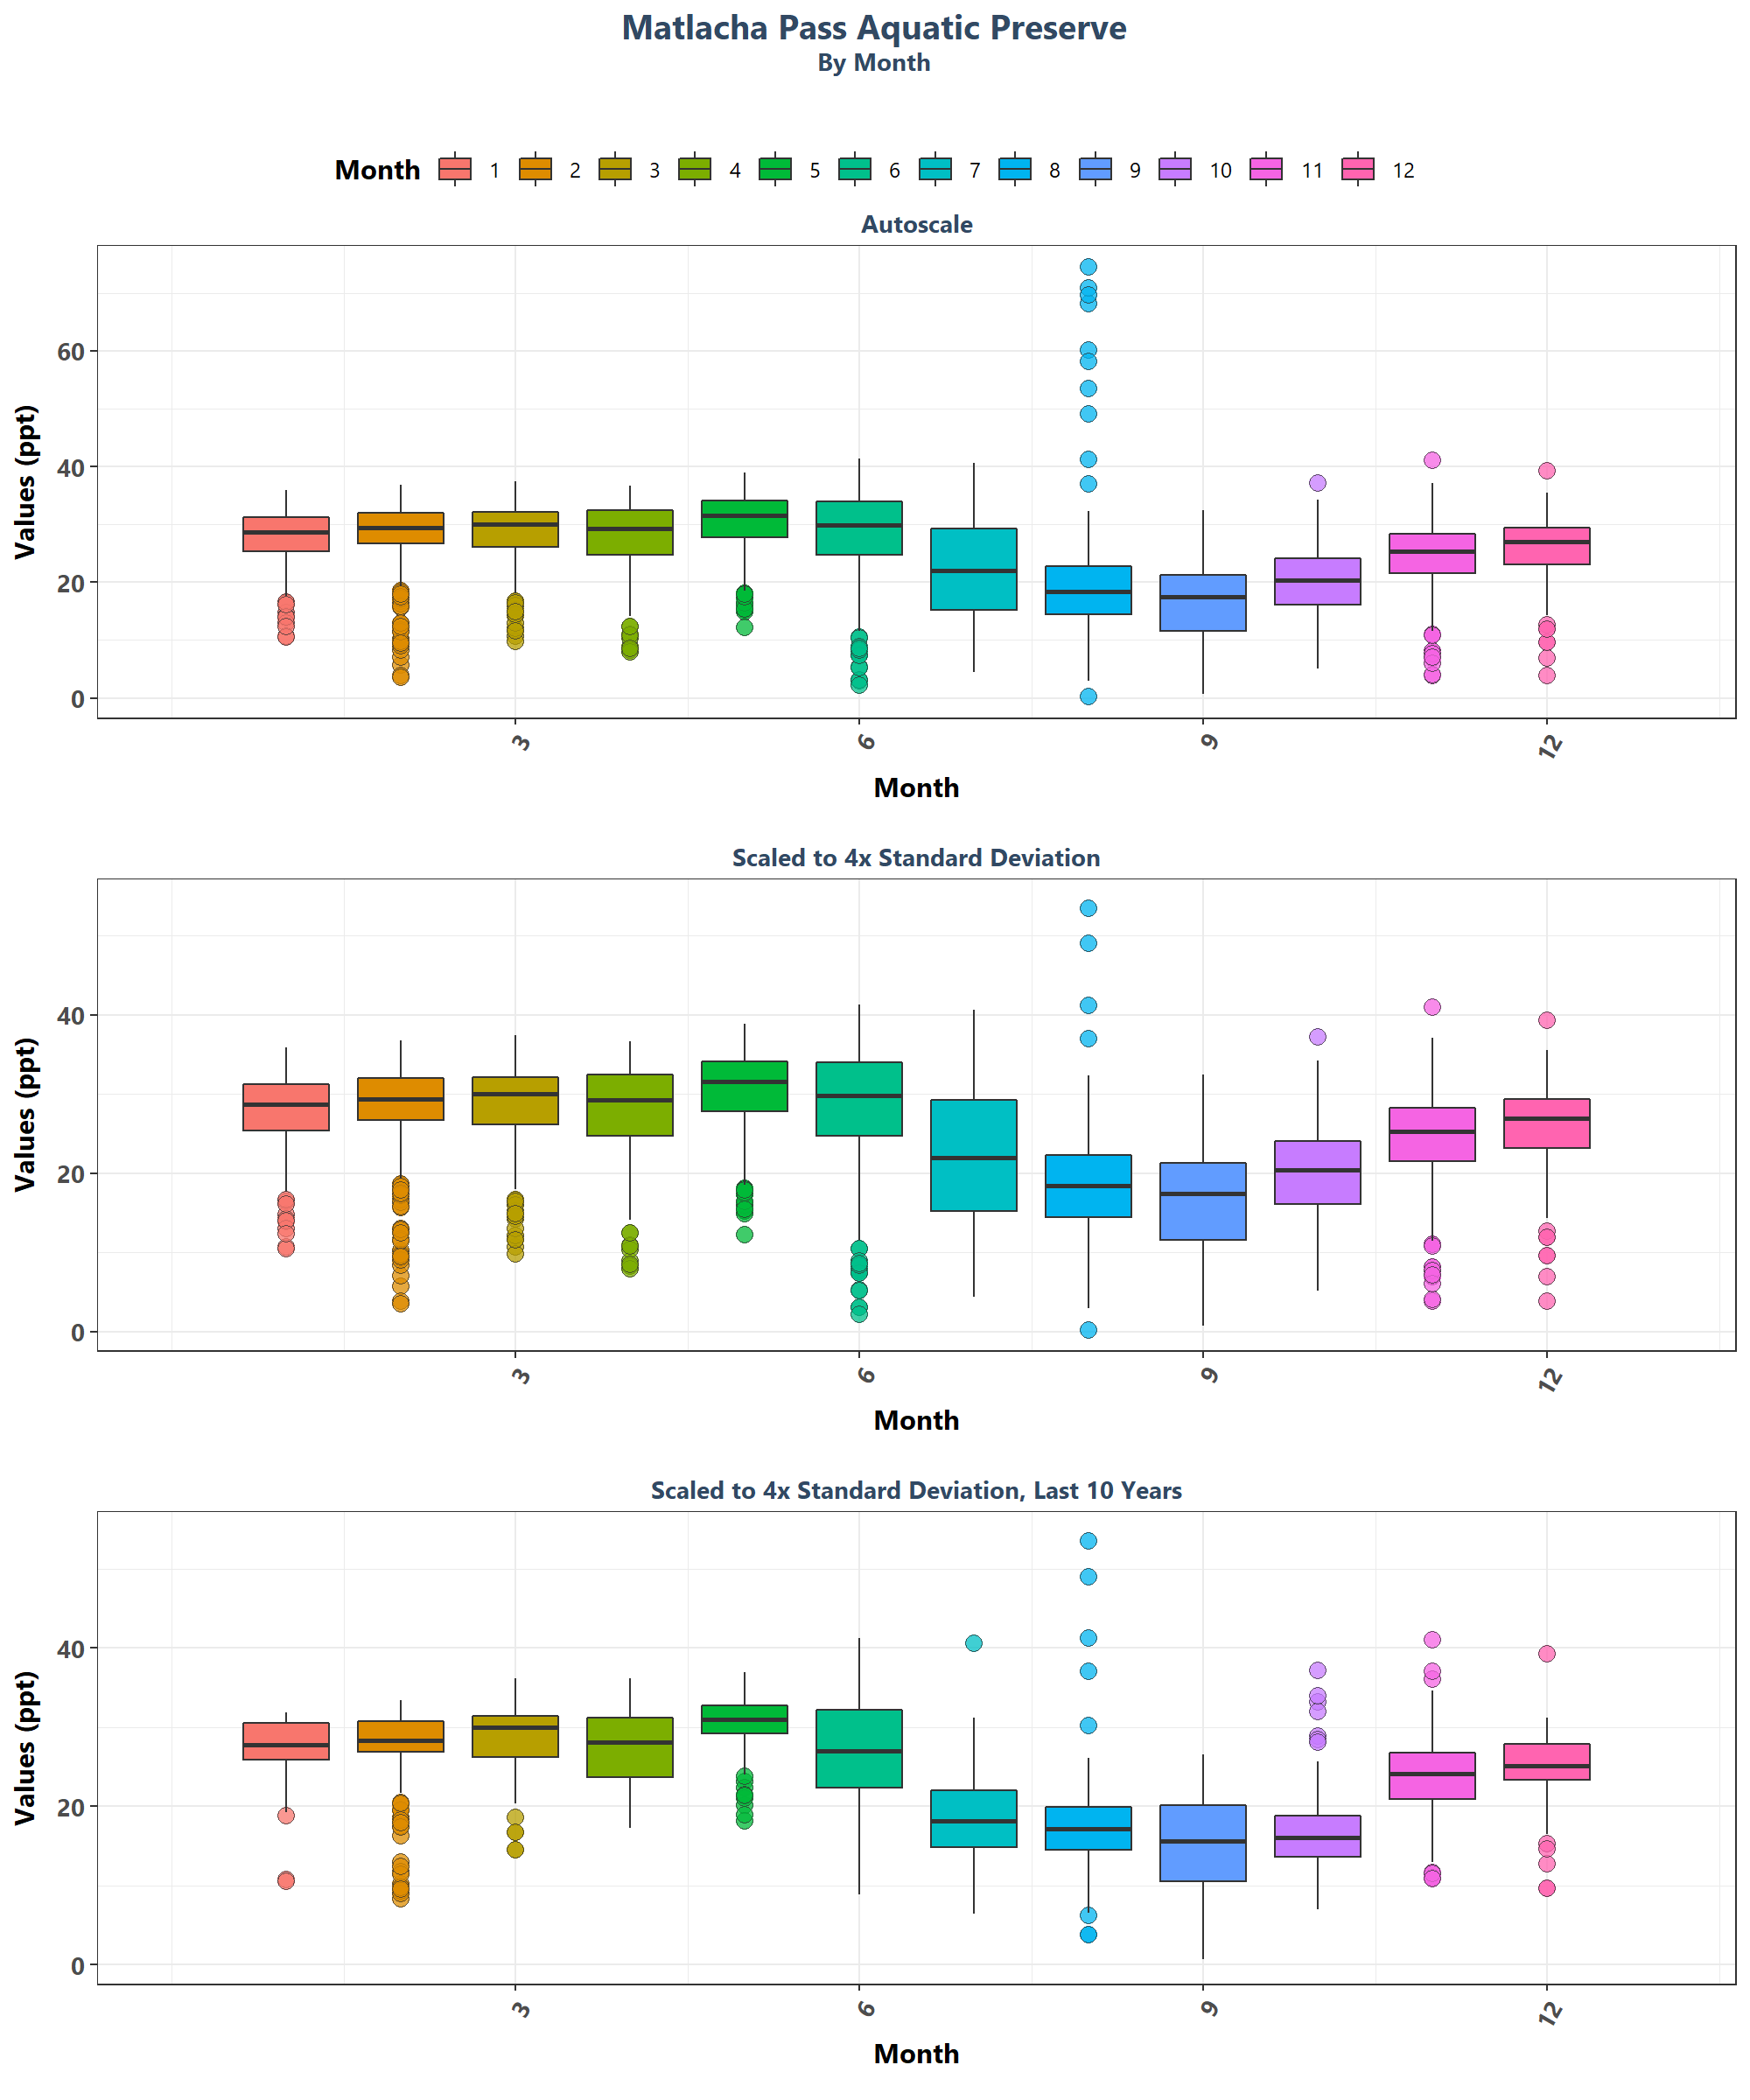 Matlacha Pass Aquatic Preserve
By Month
Month 1 2 3 4 5 6 7 8 9 10 11 12
Autoscale
Values (ppt)
60
40
20
0
3 6 9 12
Month
Scaled to 4x Standard Deviation
Values (ppt)
40
20
0
3 6 9 12
Month
Scaled to 4x Standard Deviation, Last 10 Years
Values (ppt)
40
20
0
3 6 9 12
Month